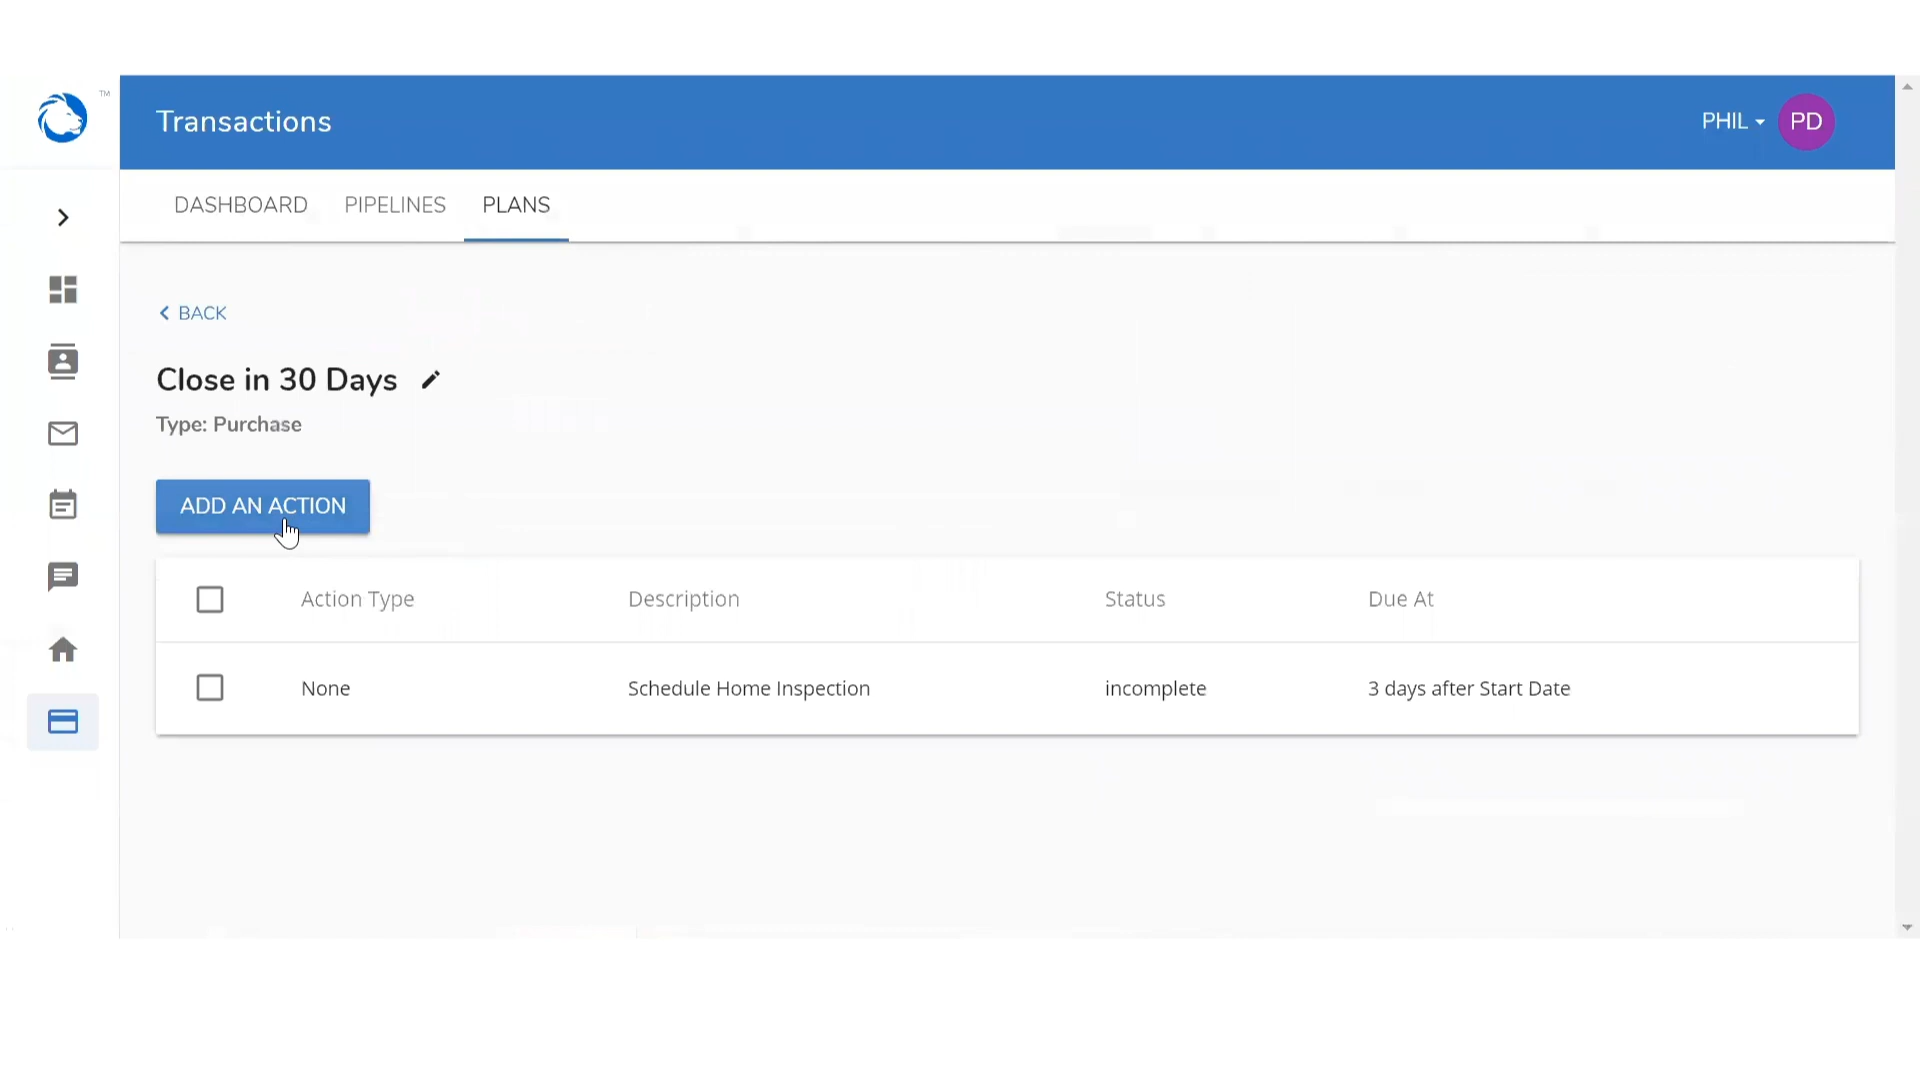 TM
Transactions
PHIL
PD
DASHBOARD PIPELINES PLANS
BACK
Close in 30 Days
Type: Purchase
ADD AN ACTION
Action Type Description Status Due At
None Schedule Home Inspection incomplete 3 days after Start Date